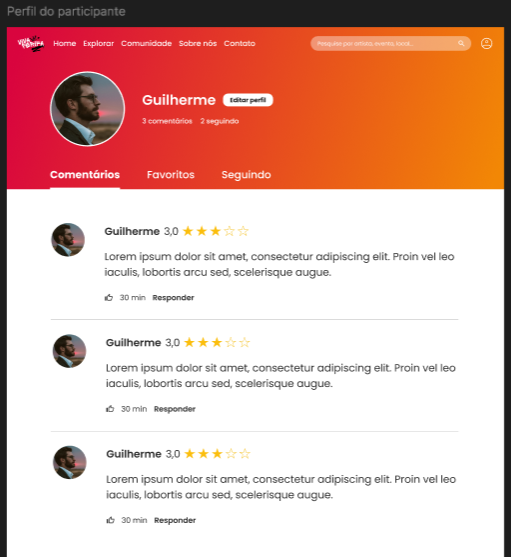 Perfil do participante
Home Explorar Comunidade Sobre nós Contato
Pesquise por artista, evento, local...
Guilherme Editar perfil
3 comentários 2 seguindo
Comentários Favoritos Seguindo
Guilherme 3,0
Lorem ipsum dolor sit amet, consectetur adipiscing elit. Proin vel leo
iaculis, lobortis arcu sed, scelerisque augue.
30 min Responder
Guilherme 3,0
Lorem ipsum dolor sit amet, consectetur adipiscing elit. Proin vel leo
iaculis, lobortis arcu sed, scelerisque augue.
30 min Responder
Guilherme 3,0
Lorem ipsum dolor sit amet, consectetur adipiscing elit. Proin vel leo
iaculis, lobortis arcu sed, scelerisque augue.
30 min Responder